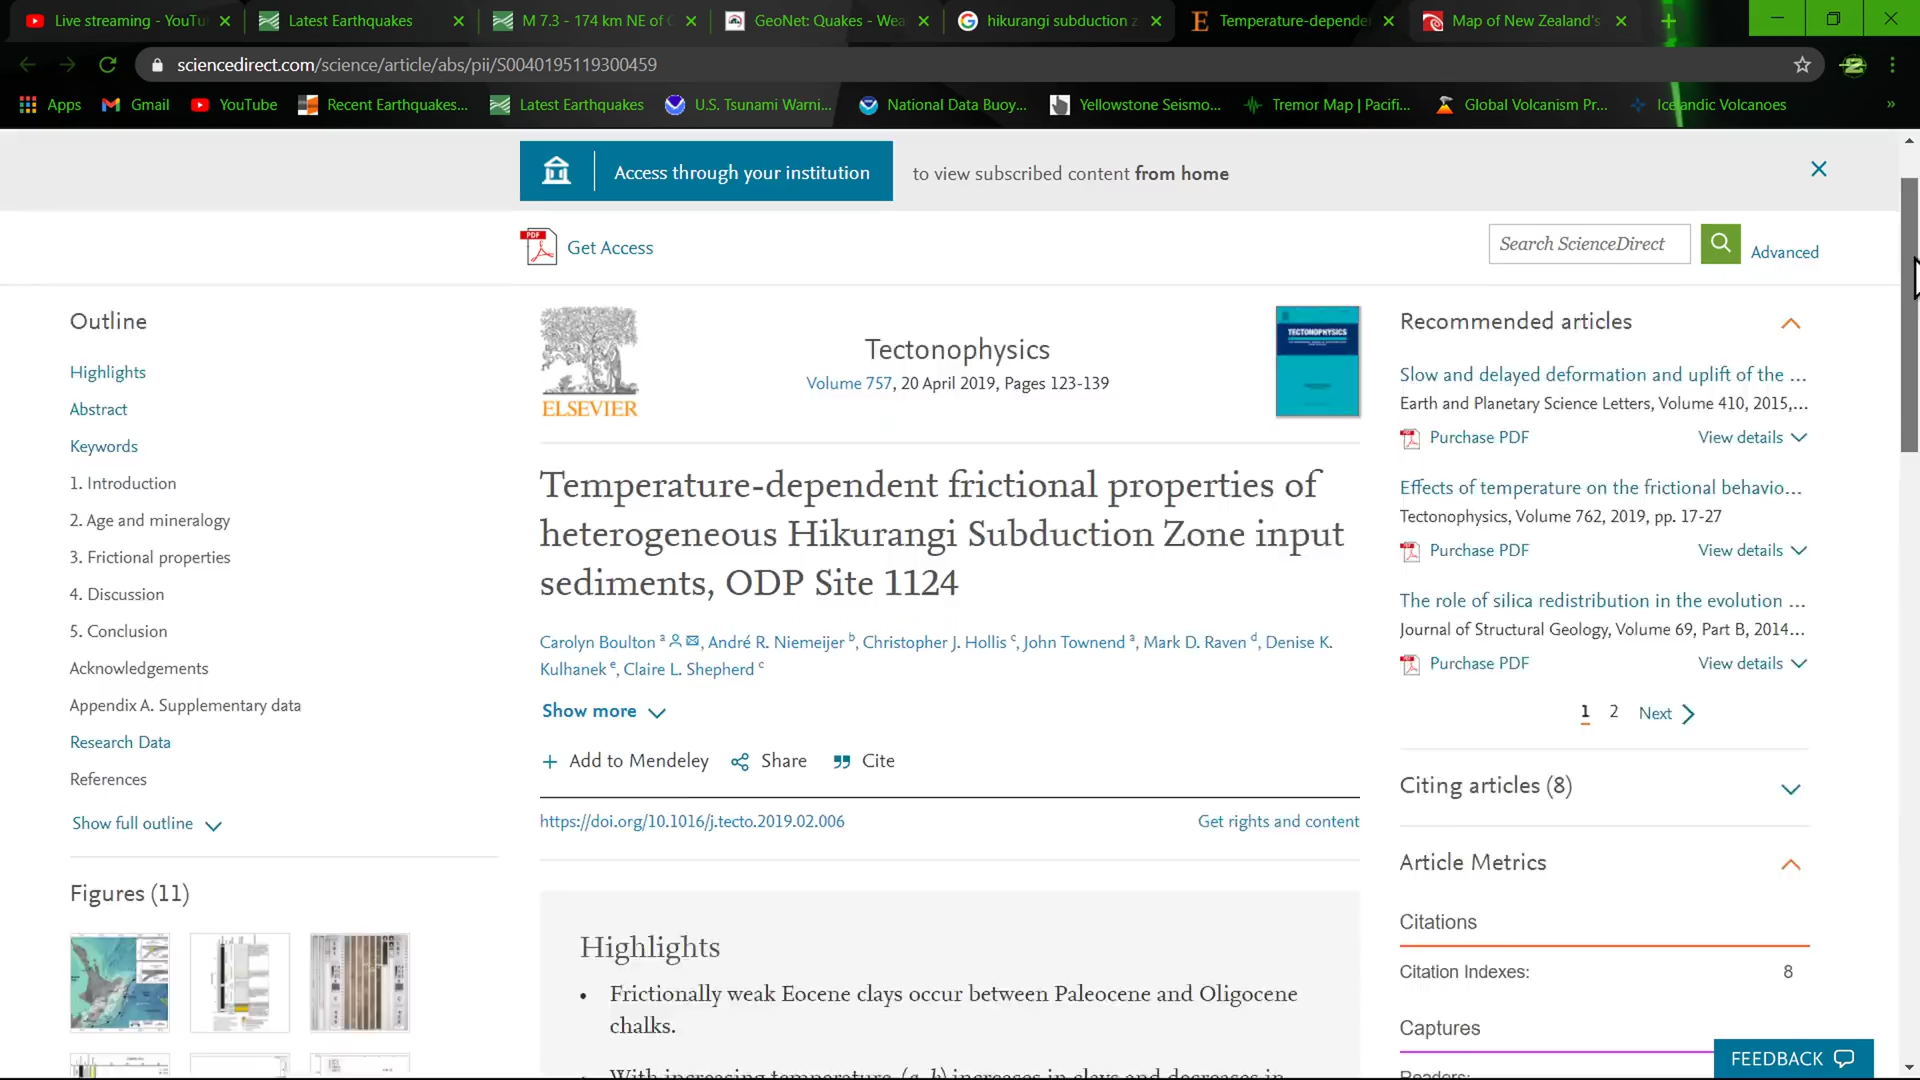 Live streaming - YouTu
Latest Earthquakes
M 7.3 - 174 km NE of
GeoNet: Quakes - Wea
hikurangi subduction z
Temperature-depende
Map of New Zealand's
sciencedirect.com/science/article/abs/pii/S0040195119300459
Apps
Gmail
YouTube
Recent Earthquakes...
Latest Earthquakes
U.S. Tsunami Warni...
National Data Buoy...
Yellowstone Seismo...
Tremor Map | Pacifi...
Global Volcanism Pr...
Icelandic Volcanoes
»
Access through your institution
to view subscribed content from home
PDF
Get Access
Search ScienceDirect
Advanced
Outline
Highlights
Abstract
Keywords
1. Introduction
2. Age and mineralogy
3. Frictional properties
4. Discussion
5. Conclusion
Acknowledgements
Appendix A. Supplementary data
Research Data
References
Show full outline
Figures (11)
ELSEVIER
Tectonophysics
Volume 757, 20 April 2019, Pages 123-139
TECTONOPHYSICS
Temperature-dependent frictional properties of
heterogeneous Hikurangi Subduction Zone input
sediments, ODP Site 1124
Carolyn Boulton a, André R. Niemeijer b, Christopher J. Hollis c, John Townend a, Mark D. Raven d, Denise K.
Kulhanek e, Claire L. Shepherd c
Show more
+ Add to Mendeley
Share
Cite
https://doi.org/10.1016/j.tecto.2019.02.006
Get rights and content
Highlights
• Frictionally weak Eocene clays occur between Paleocene and Oligocene
chalks.
With increasing temperature, (a-b) increases in clays and decreases in
Recommended articles
Slow and delayed deformation and uplift of the ...
Earth and Planetary Science Letters, Volume 410, 2015,...
Purchase PDF
View details
Effects of temperature on the frictional behavio...
Tectonophysics, Volume 762, 2019, pp. 17-27
Purchase PDF
View details
The role of silica redistribution in the evolution ...
Journal of Structural Geology, Volume 69, Part B, 2014...
Purchase PDF
View details
1 2 Next
Citing articles (8)
Article Metrics
Citations
Citation Indexes: 8
Captures
Readers:
FEEDBACK